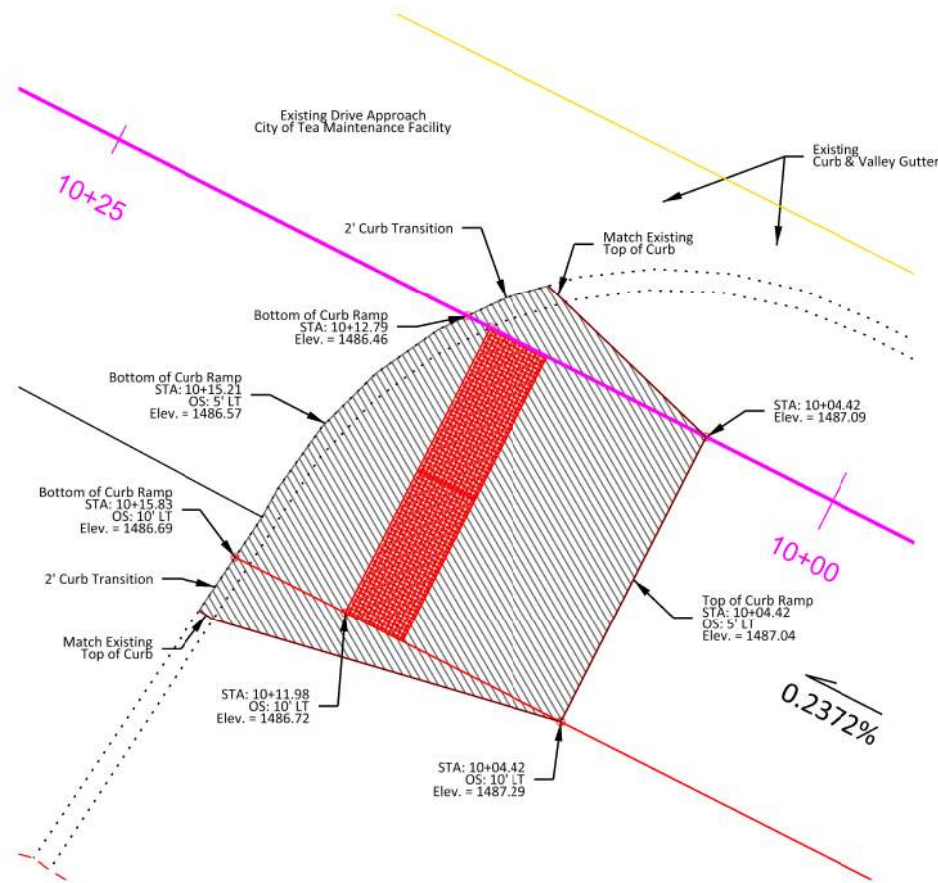 Existing Drive Approach
City of Tea Maintenance Facility
Existing
Curb & Valley Gutter
10+25
2' Curb Transition
Match Existing
Top of Curb
Bottom of Curb Ramp
STA: 10+12.79
Elev. = 1486.46
Bottom of Curb Ramp
STA: 10+15.21
OS: 5' LT
Elev. = 1486.57
STA: 10+04.42
Elev. = 1487.09
Bottom of Curb Ramp
STA: 10+15.83
OS: 10' LT
Elev. = 1486.69
10+00
2' Curb Transition
Top of Curb Ramp
STA: 10+04.42
OS: 5' LT
Elev. = 1487.04
Match Existing
Top of Curb
STA: 10+11.98
OS: 10' LT
Elev. = 1486.72
0.2372%
STA: 10+04.42
OS: 10' LT
Elev. = 1487.29